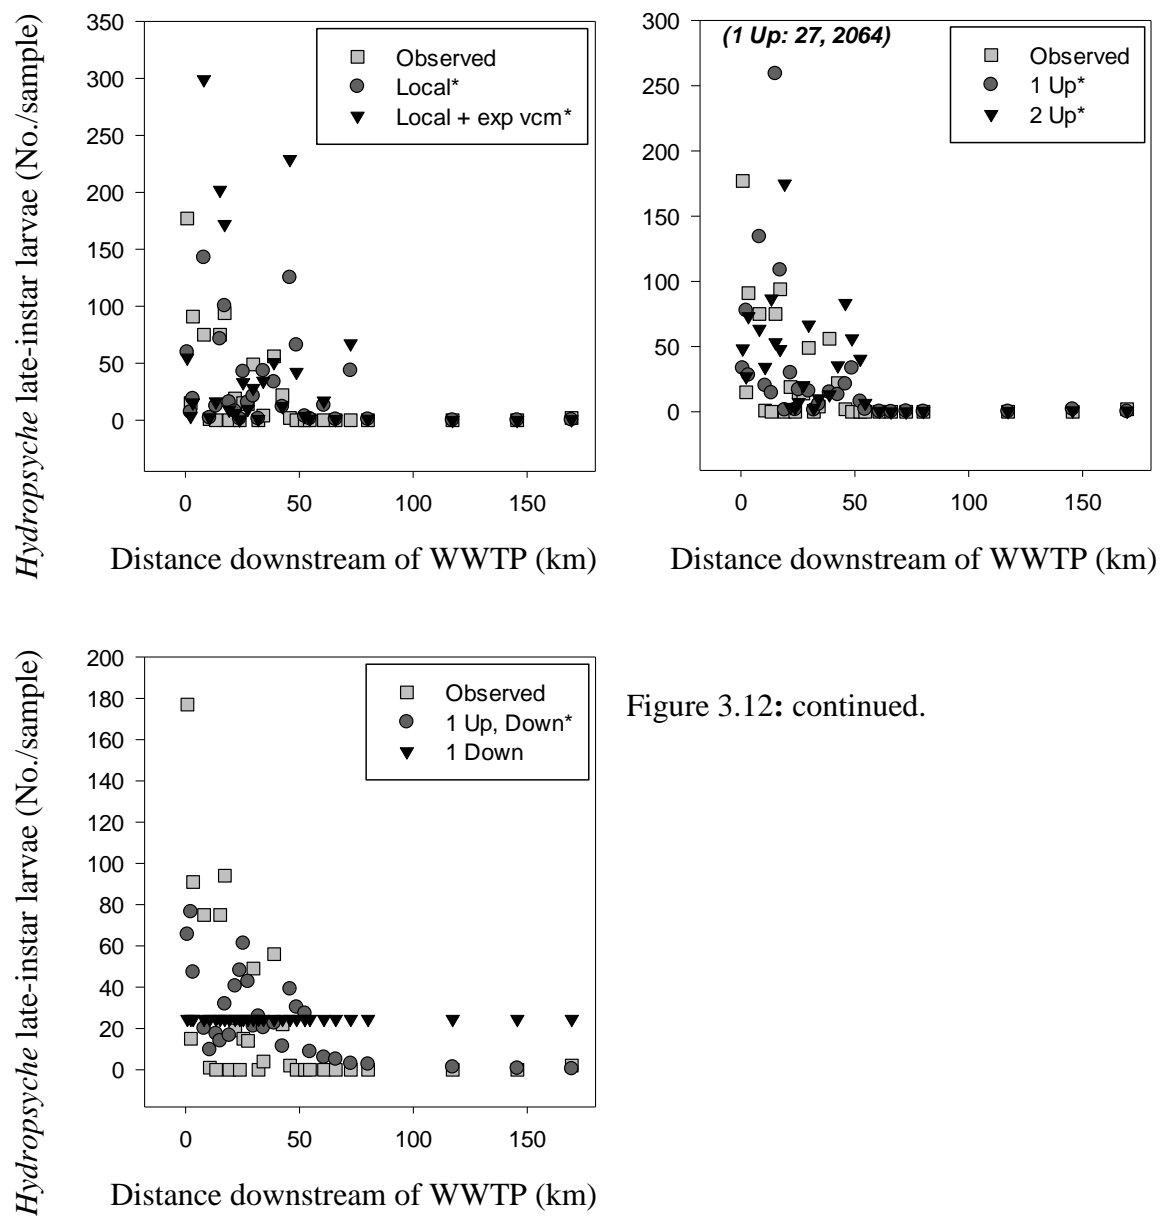 Hydropsyche late-instar larvae (No./sample)
350
300
250
200
150
100
50
0
Observed
Local*
Local + exp vcm*
0 50 100 150
Distance downstream of WWTP (km)
300
250
200
150
100
50
0
(1 Up: 27, 2064)
Observed
1 Up*
2 Up*
0 50 100 150
Distance downstream of WWTP (km)
Hydropsyche late-instar larvae (No./sample)
200
180
160
140
120
100
80
60
40
20
0
Observed
1 Up, Down*
1 Down
0 50 100 150
Distance downstream of WWTP (km)
Figure 3.12: continued.